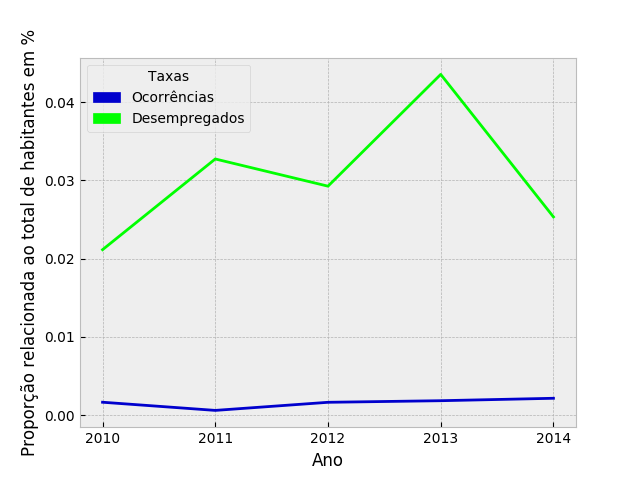 Proporção relacionada ao total de habitantes em %
0.04
0.03
0.02
0.01
0.00
Taxas
Ocorrências
Desempregados
2010 2011 2012 2013 2014
Ano